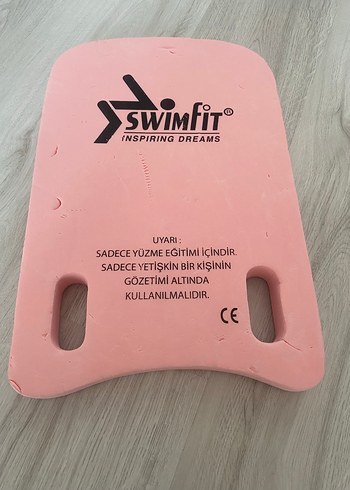 SWIMFIT®
INSPIRING DREAMS
UYARI :
SADECE YÜZME EĞİTİMİ İÇİNDİR.
SADECE YETİŞKİN BİR KİŞİNİN
GÖZETİMİ ALTINDA
KULLANILMALIDIR.
CE